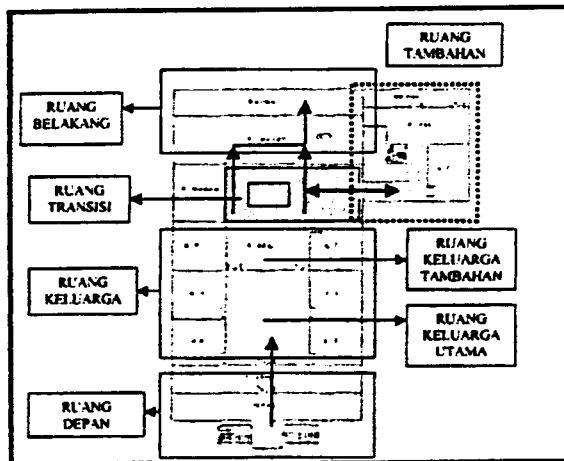 RUANG
TAMBAHAN
RUANG
BELAKANG
RUANG
TRANSISI
RUANG
KELUARGA
TAMBAHAN
RUANG
KELUARGA
RUANG
KELUARGA
UTAMA
RUANG
DEPAN